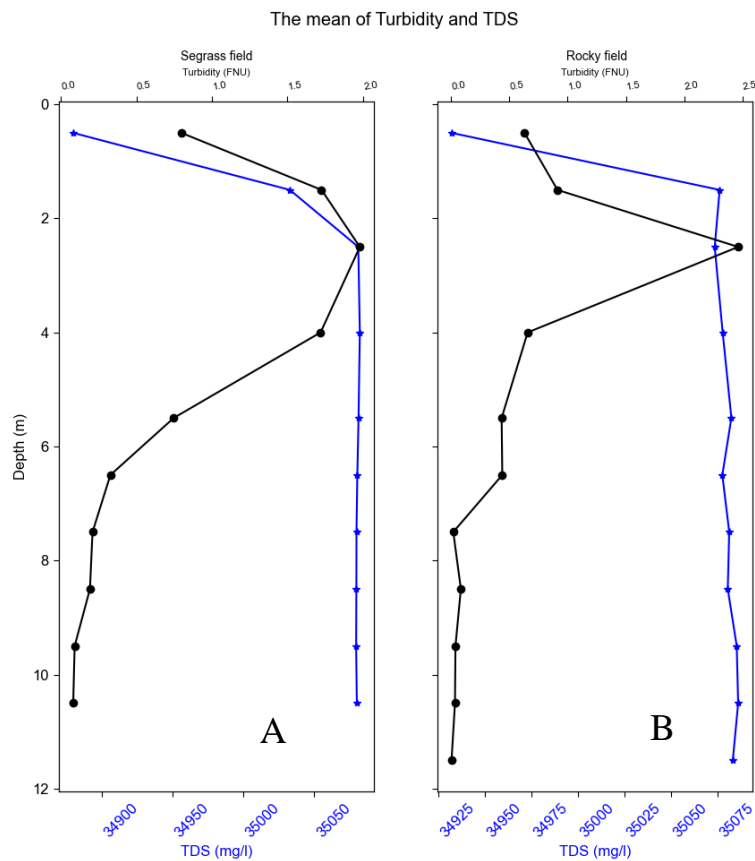 The mean of Turbidity and TDS
Segrass field
Turbidity (FNU)
0.0 0.5 1.0 1.5 2.0
Rocky field
Turbidity (FNU)
0.0 0.5 1.0 1.5 2.0 2.5
Depth (m)
0
2
4
6
8
10
12
A
B
34900 34950 35000 35050
TDS (mg/l)
34925 34950 34975 35000 35025 35050 35075
TDS (mg/l)